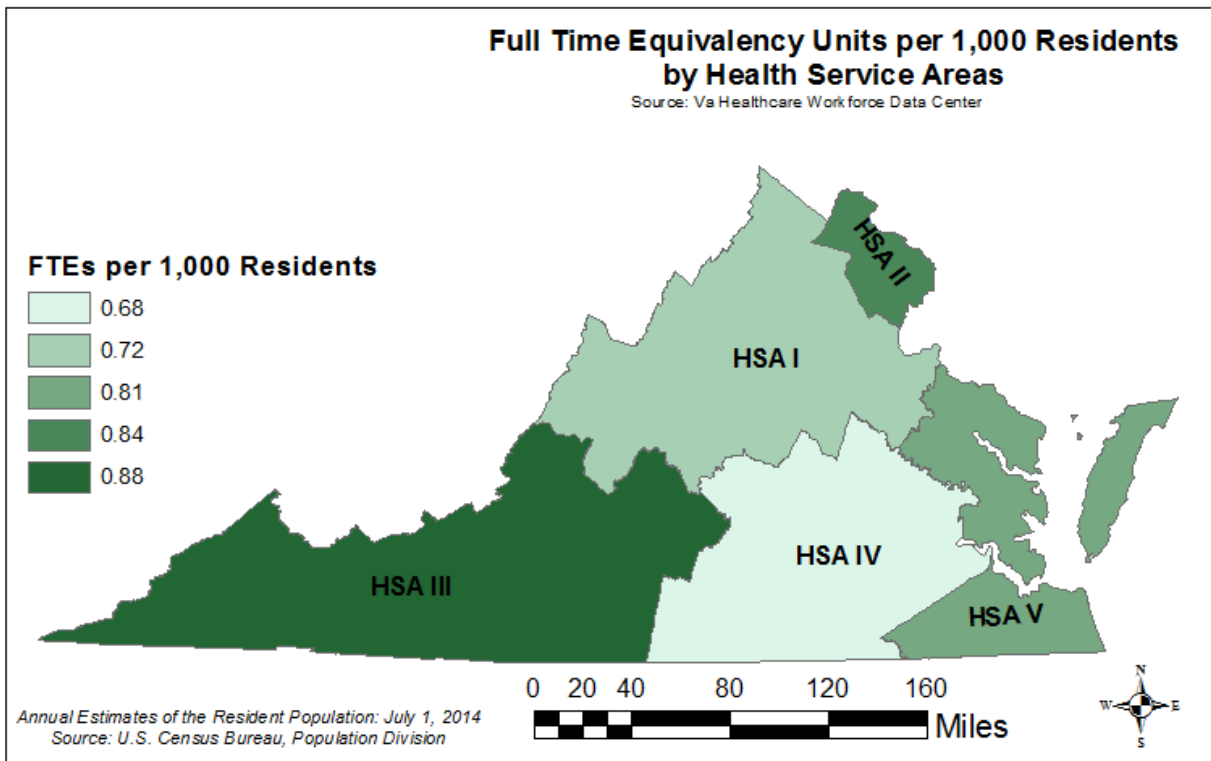 Full Time Equivalency Units per 1,000 Residents
by Health Service Areas
Source: Va Healthcare Workforce Data Center
FTEs per 1,000 Residents
0.68
0.72
0.81
0.84
0.88
HSA II
HSA I
HSA III
HSA IV
HSA V
0 20 40 80 120 160
Miles
N
W E
S
Annual Estimates of the Resident Population: July 1, 2014
Source: U.S. Census Bureau, Population Division